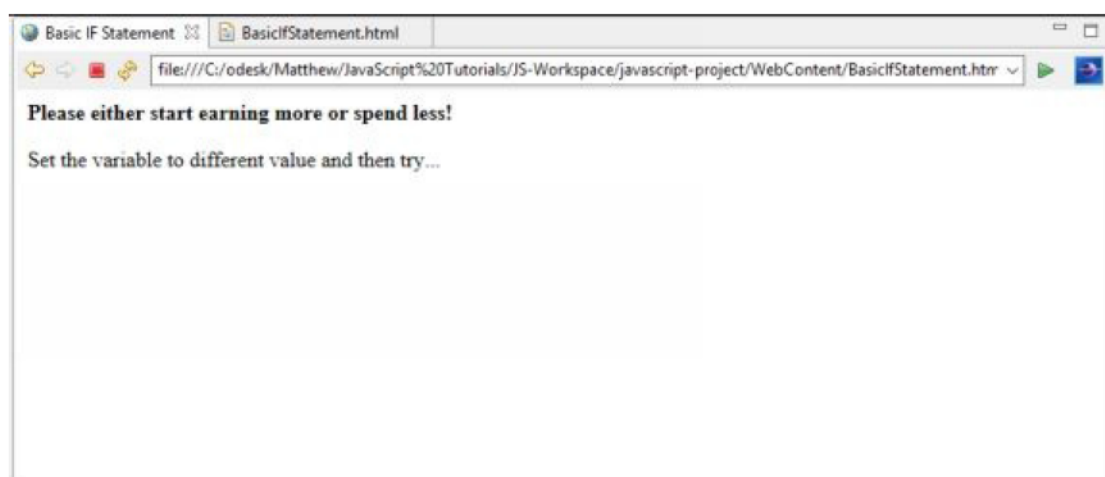 Basic IF Statement BasicIfStatement.html
file:///C:/odesk/Matthew/JavaScript%20Tutorials/JS-Workspace/javascript-project/WebContent/BasicIfStatement.htm
Please either start earning more or spend less!
Set the variable to different value and then try...